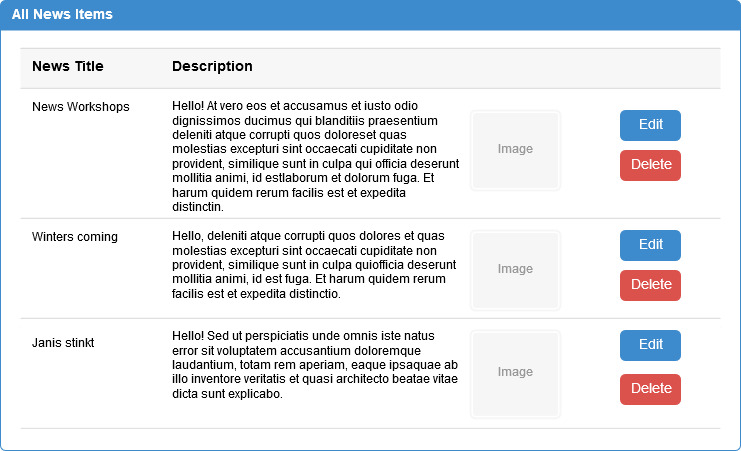 All News Items
News Title Description
News Workshops
Hello! At vero eos et accusamus et iusto odio
dignissimos ducimus qui blanditiis praesentium
deleniti atque corrupti quos doloreset quas
molestias excepturi sint occaecati cupiditate non
provident, similique sunt in culpa qui officia deserunt
mollitia animi, id estlaborum et dolorum fuga. Et
harum quidem rerum facilis est et expedita
distinctin.
Image
Edit
Delete
Winters coming
Hello, deleniti atque corrupti quos dolores et quas
molestias excepturi sint occaecati cupiditate non
provident, similique sunt in culpa quiofficia deserunt
mollitia animi, id est fuga. Et harum quidem rerum
facilis est et expedita distinctio.
Image
Edit
Delete
Janis stinkt
Hello! Sed ut perspiciatis unde omnis iste natus
error sit voluptatem accusantium doloremque
laudantium, totam rem aperiam, eaque ipsaquae ab
illo inventore veritatis et quasi architecto beatae vitae
dicta sunt explicabo.
Image
Edit
Delete